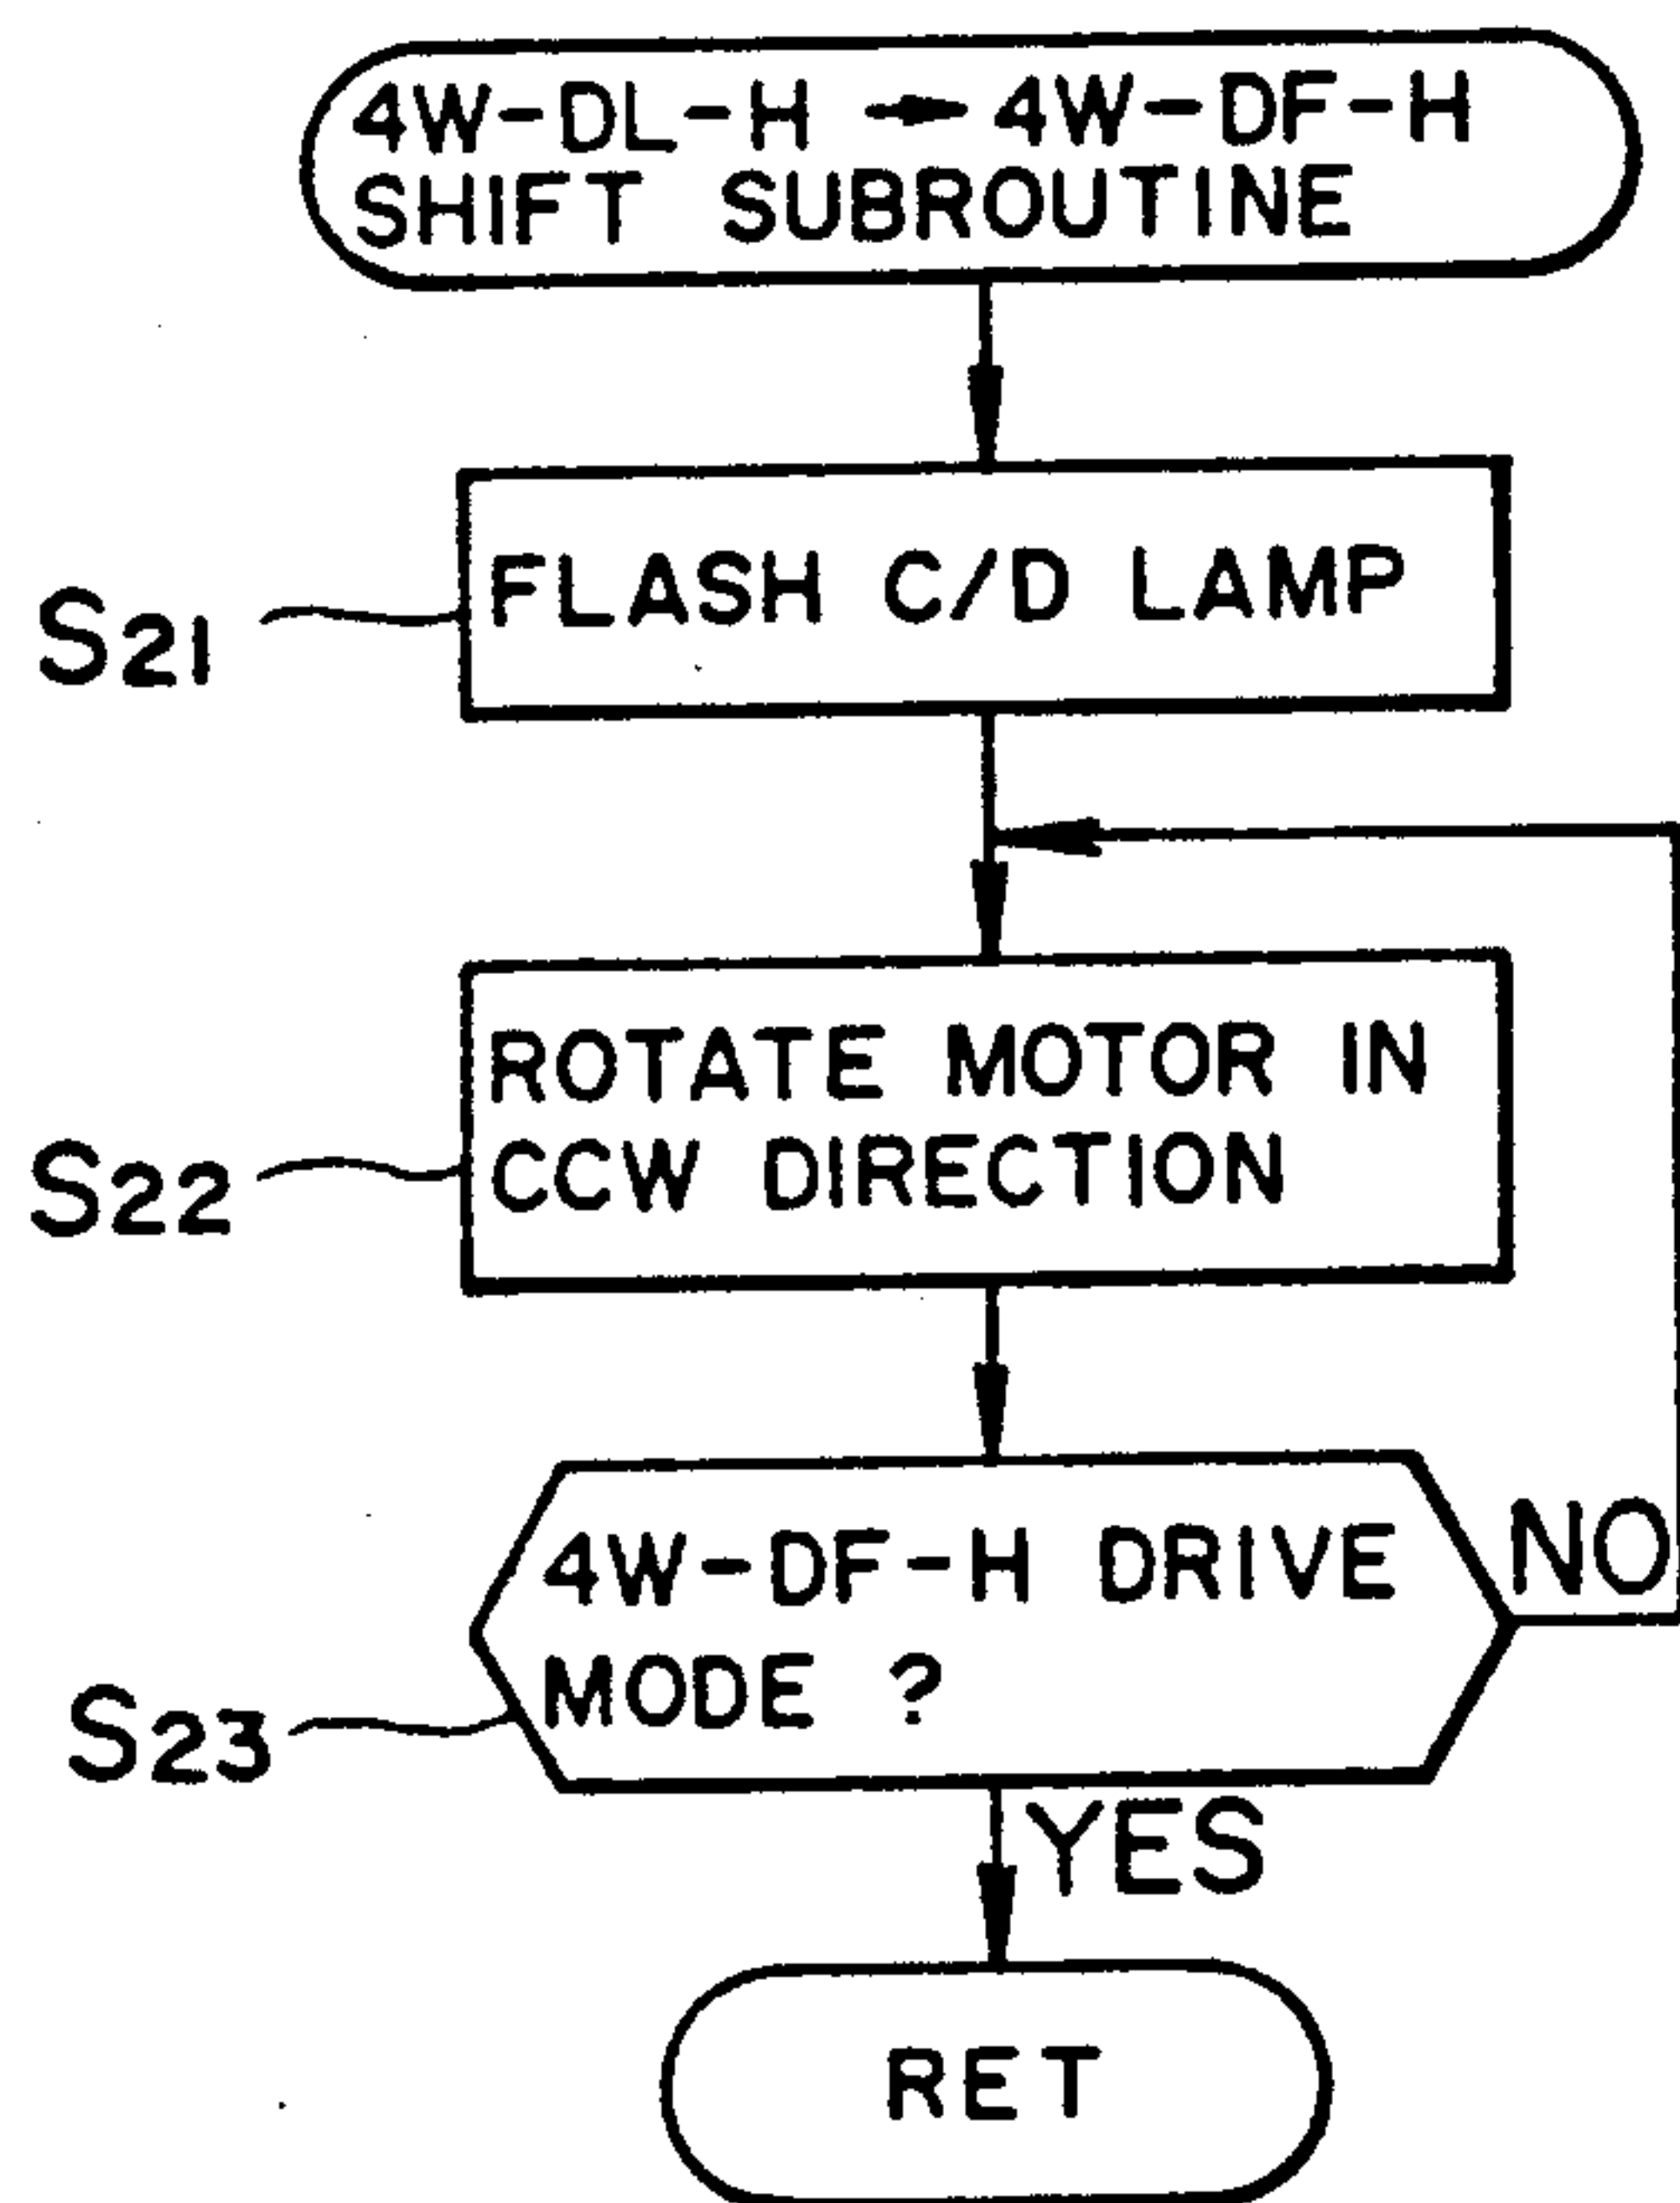 4W-DL-H → 4W-DF-H
SHIFT SUBROUTINE
S21
FLASH C/D LAMP
ROTATE MOTOR IN
S22
CCW DIRECTION
4W-DF-H DRIVE
NO
MODE ?
S23
YES
RET